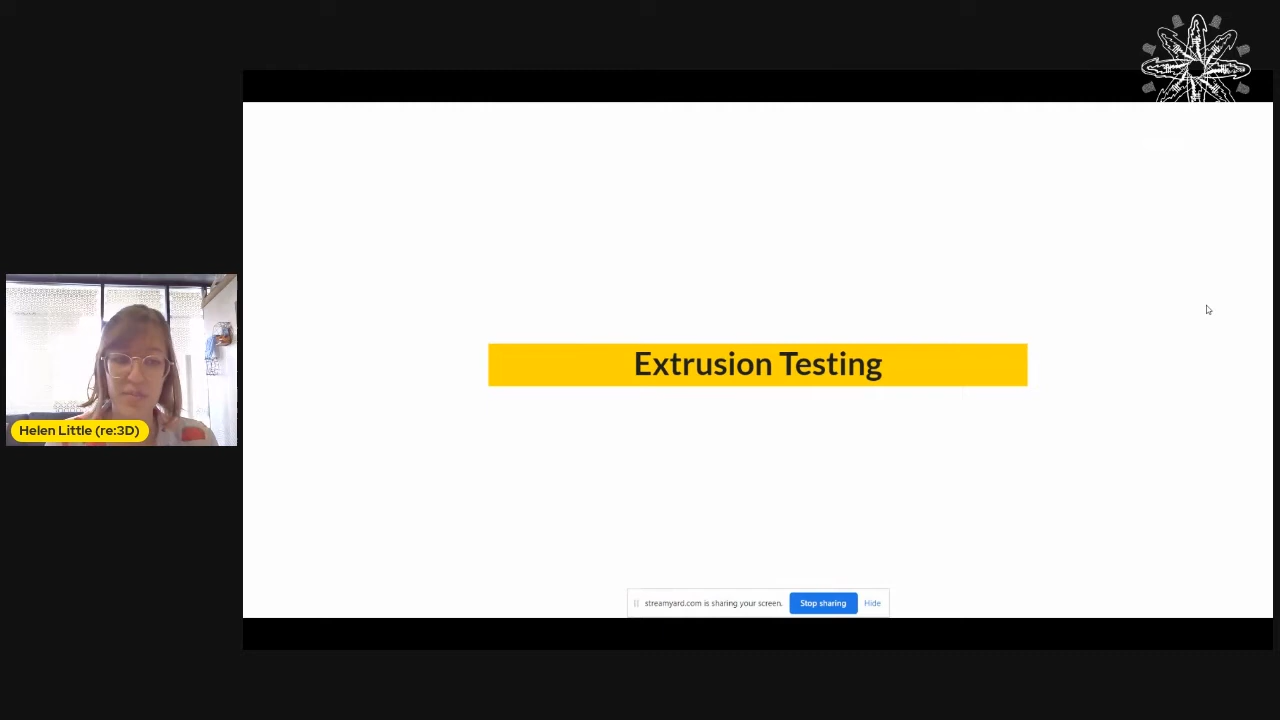 Extrusion Testing
Helen Little (re:3D)
streamyard.com is sharing your screen. Stop sharing Hide